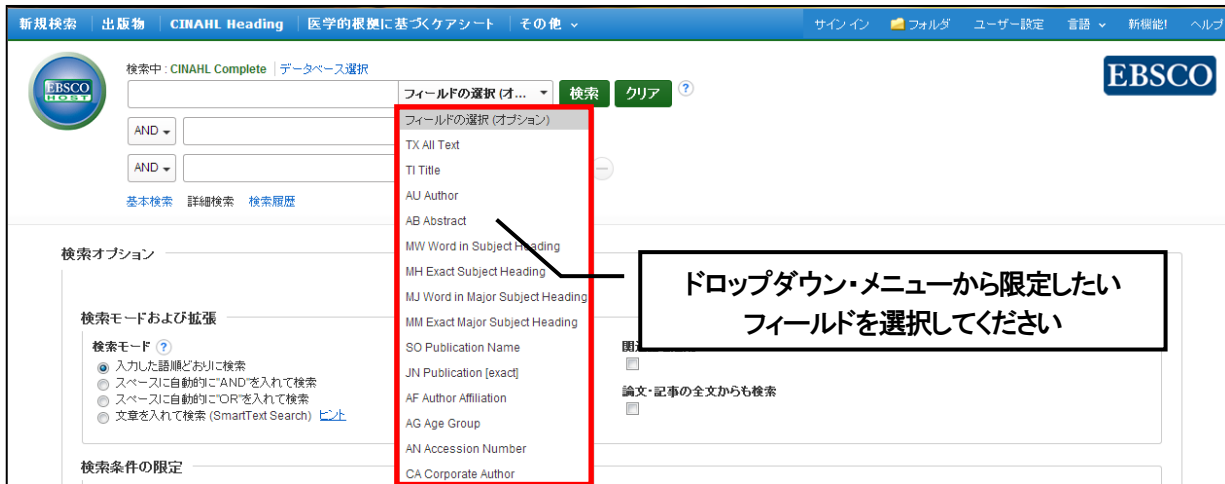 新規検索 出版物 CINAHL Heading 医学的根拠に基づくケアシート その他 サインイン フォルダ ユーザー設定 言語 新機能! ヘルプ
検索中: CINAHL Complete データベース選択
EBSCO
HOST
EBSCO
フィールドの選択 (オ... 検索 クリア ?
フィールドの選択 (オプション)
AND
TX All Text
AND
TI Title
AU Author
基本検索 詳細検索 検索履歴
AB Abstract
MW Word in Subject Heading
検索オプション
MH Exact Subject Heading
ドロップダウン・メニューから限定したい
フィールドを選択してください
MJ Word in Major Subject Heading
検索モードおよび拡張
MM Exact Major Subject Heading
検索モード ?
SO Publication Name
入力した語順どおりに検索
JN Publication [exact]
スペースに自動的に"AND"を入れて検索
論文・記事の全文からも検索
スペースに自動的に"OR"を入れて検索
AF Author Affiliation
文章を入れて検索 (SmartText Search) ヒント
AG Age Group
AN Accession Number
検索条件の限定
CA Corporate Author